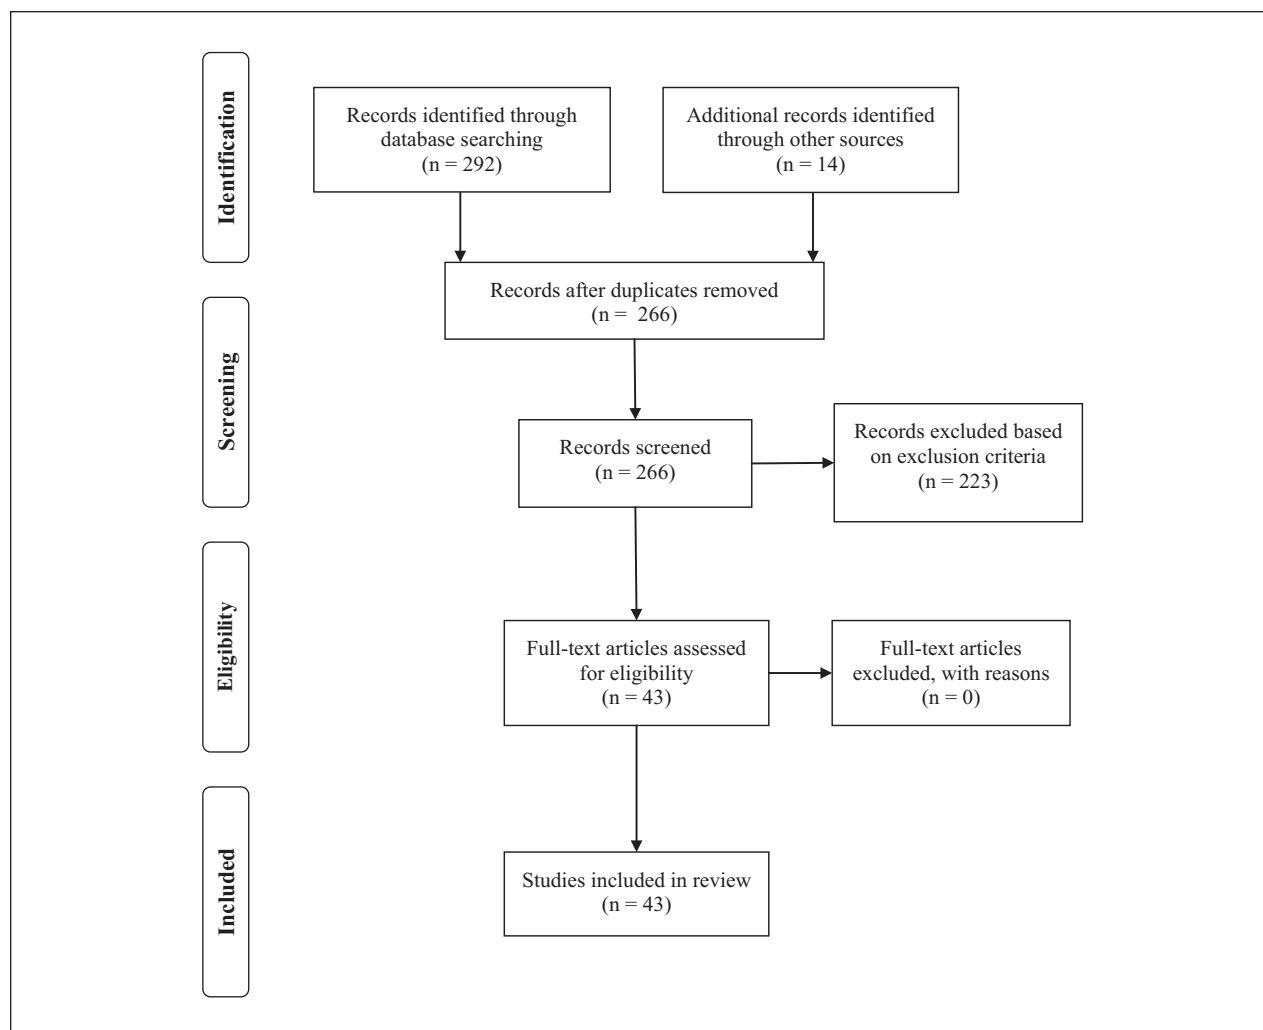 Identification
Records identified through
database searching
(n = 292)
Additional records identified
through other sources
(n = 14)
Records after duplicates removed
(n =  266)
Screening
Records screened
(n = 266)
Records excluded based
on exclusion criteria
(n = 223)
Eligibility
Full-text articles assessed
for eligibility
(n = 43)
Full-text articles
excluded, with reasons
(n = 0)
Included
Studies included in review
(n = 43)